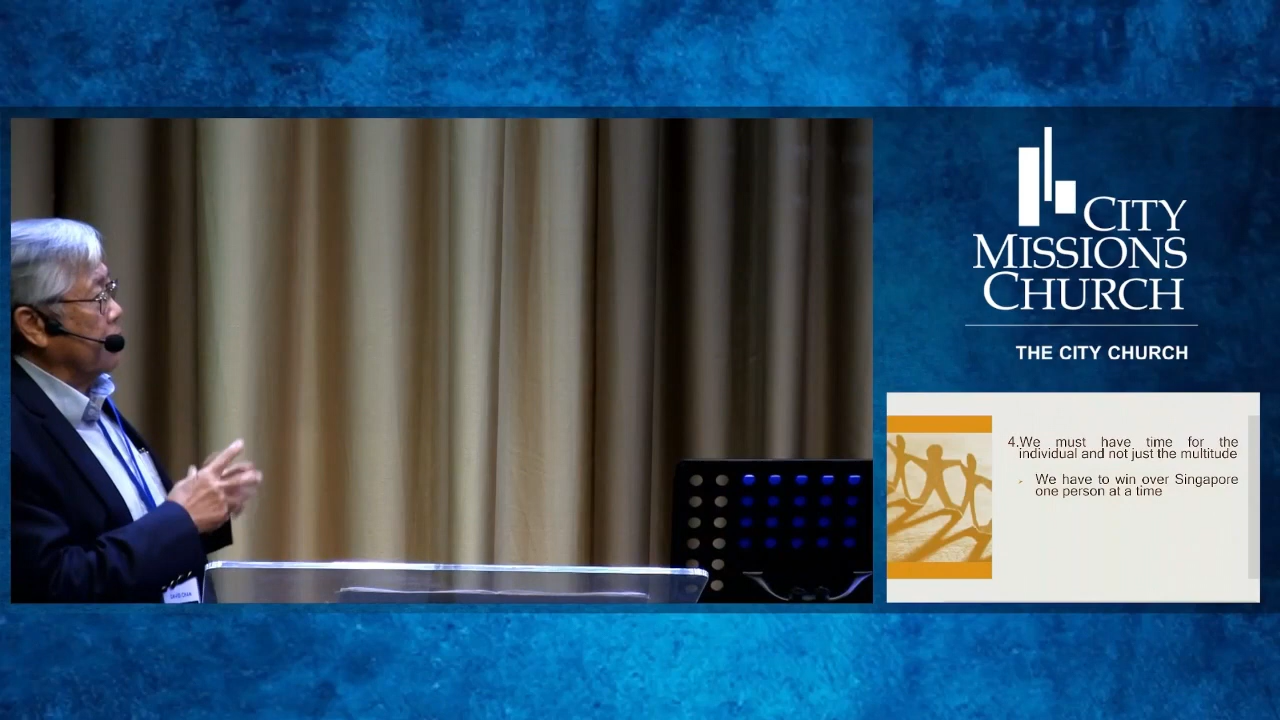 CITY
MISSIONS
CHURCH
THE CITY CHURCH
4.We must have time for the
individual and not just the multitude
We have to win over Singapore
one person at a time